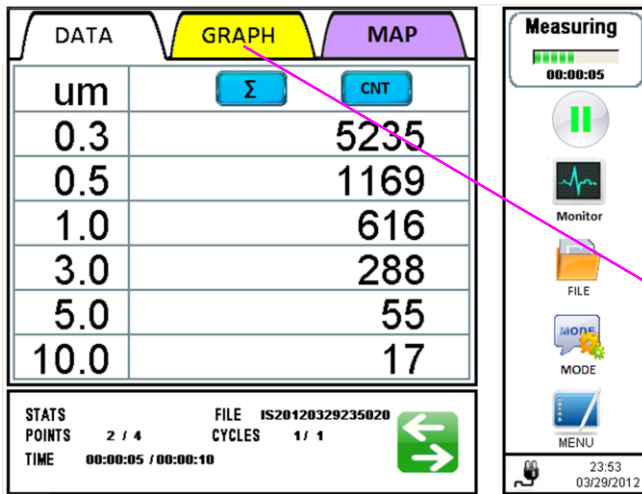 DATA GRAPH MAP
um Σ CNT
0.3 5235
0.5 1169
1.0 616
3.0 288
5.0 55
10.0 17
STATS FILE IS20120329235020
POINTS 2 / 4 CYCLES 1/ 1
TIME 00:00:05 / 00:00:10
Measuring
00:00:05
Monitor
FILE
MODE
MODE
MENU
23:53
03/29/2012